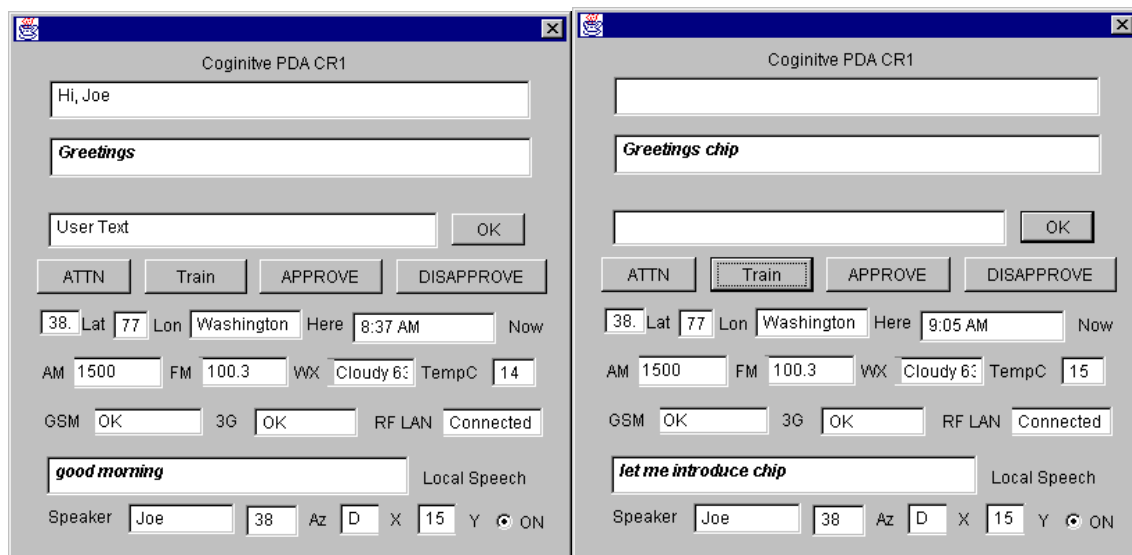 Coginitve PDA CR1
Hi, Joe
Greetings
User Text OK
ATTN Train APPROVE DISAPPROVE
38. Lat 77 Lon Washington Here 8:37 AM Now
AM 1500 FM 100.3 WX Cloudy 63 TempC 14
GSM OK 3G OK RF LAN Connected
good morning Local Speech
Speaker Joe 38 Az D X 15 Y ON
Coginitve PDA CR1
Greetings chip
OK
ATTN Train APPROVE DISAPPROVE
38. Lat 77 Lon Washington Here 9:05 AM Now
AM 1500 FM 100.3 WX Cloudy 63 TempC 15
GSM OK 3G OK RF LAN Connected
let me introduce chip Local Speech
Speaker Joe 38 Az D X 15 Y ON